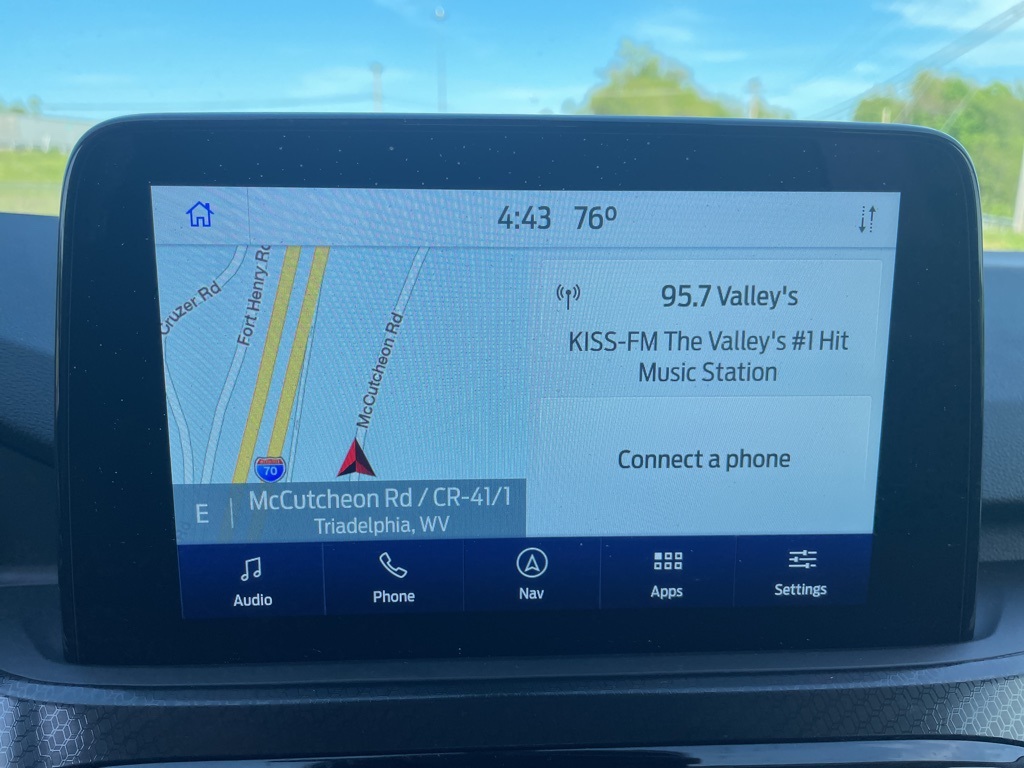 4:43 76º
Cruzer Rd
Fort Henry Rd
McCutcheon Rd
70
E | McCutcheon Rd / CR-41/1
Triadelphia, WV
95.7 Valley's
KISS-FM The Valley's #1 Hit
Music Station
Connect a phone
Audio
Phone
Nav
Apps
Settings